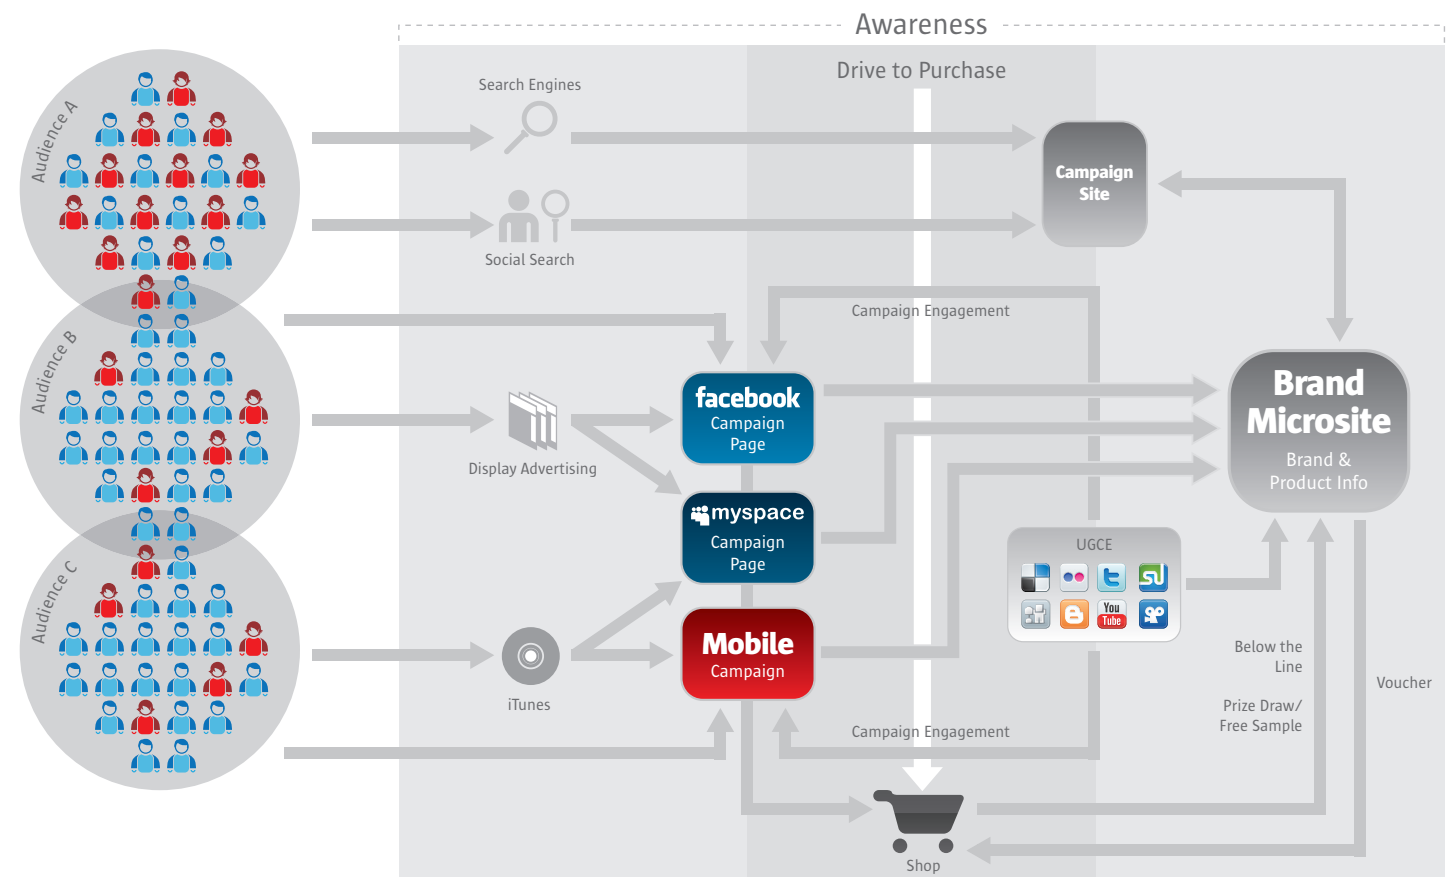 Awareness
Drive to Purchase
Audience A
Search Engines
Campaign
Site
Social Search
Campaign Engagement
Audience B
facebook
Campaign
Page
Brand
Microsite
Brand &
Product Info
Display Advertising
myspace
Campaign
Page
UGCE
You
Tube
Audience C
Mobile
Campaign
Below the
Line
Voucher
iTunes
Prize Draw/
Free Sample
Campaign Engagement
Shop